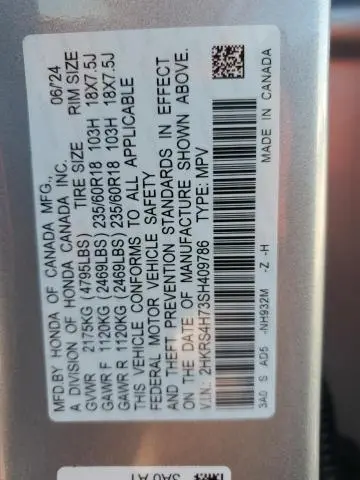 MFD.BY HONDA OF CANADA MFG., 06/'24
A DIVISION OF HONDA CANADA INC.
TIRE SIZE RIM SIZE
GVWR 2175KG (4795LBS)
GAWR F 1120KG (2469LBS) 235/60R18 103H 18X7.5J
GAWR R 1120KG (2469LBS) 235/60R18 103H 18X7.5J
THIS VEHICLE CONFORMS TO ALL APPLICABLE
FEDERAL MOTOR VEHICLE SAFETY
AND THEFT PREVENTION STANDARDS IN EFFECT
ON THE DATE OF MANUFACTURE SHOWN ABOVE.
V.I.N: 2HKRS4H73SH409786 TYPE: MPV
3A0 S AD5 -NH932M -Z -H MADE IN CANADA
3A0 A1